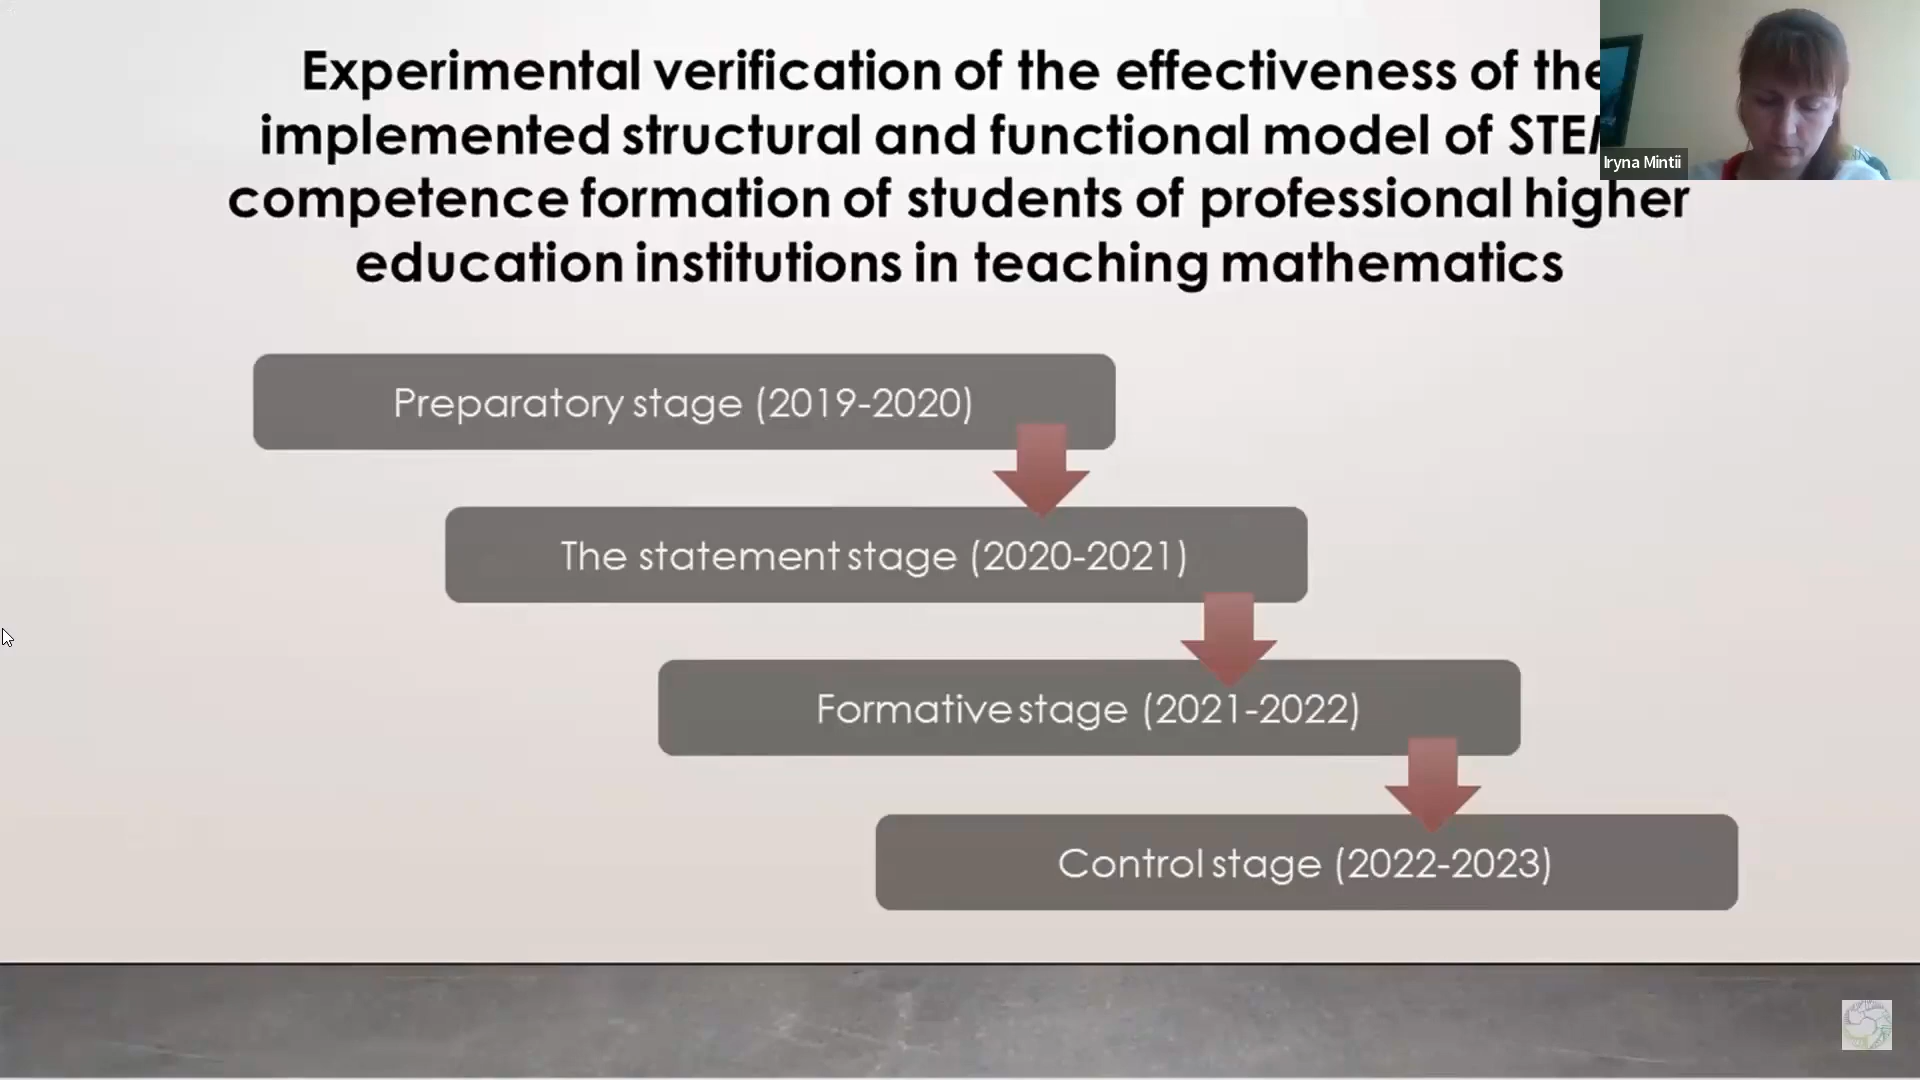 Experimental verification of the effectiveness of the
implemented structural and functional model of STEM
competence formation of students of professional higher
education institutions in teaching mathematics
Iryna Mintii
Preparatory stage (2019-2020)
The statement stage (2020-2021)
Formative stage (2021-2022)
Control stage (2022-2023)